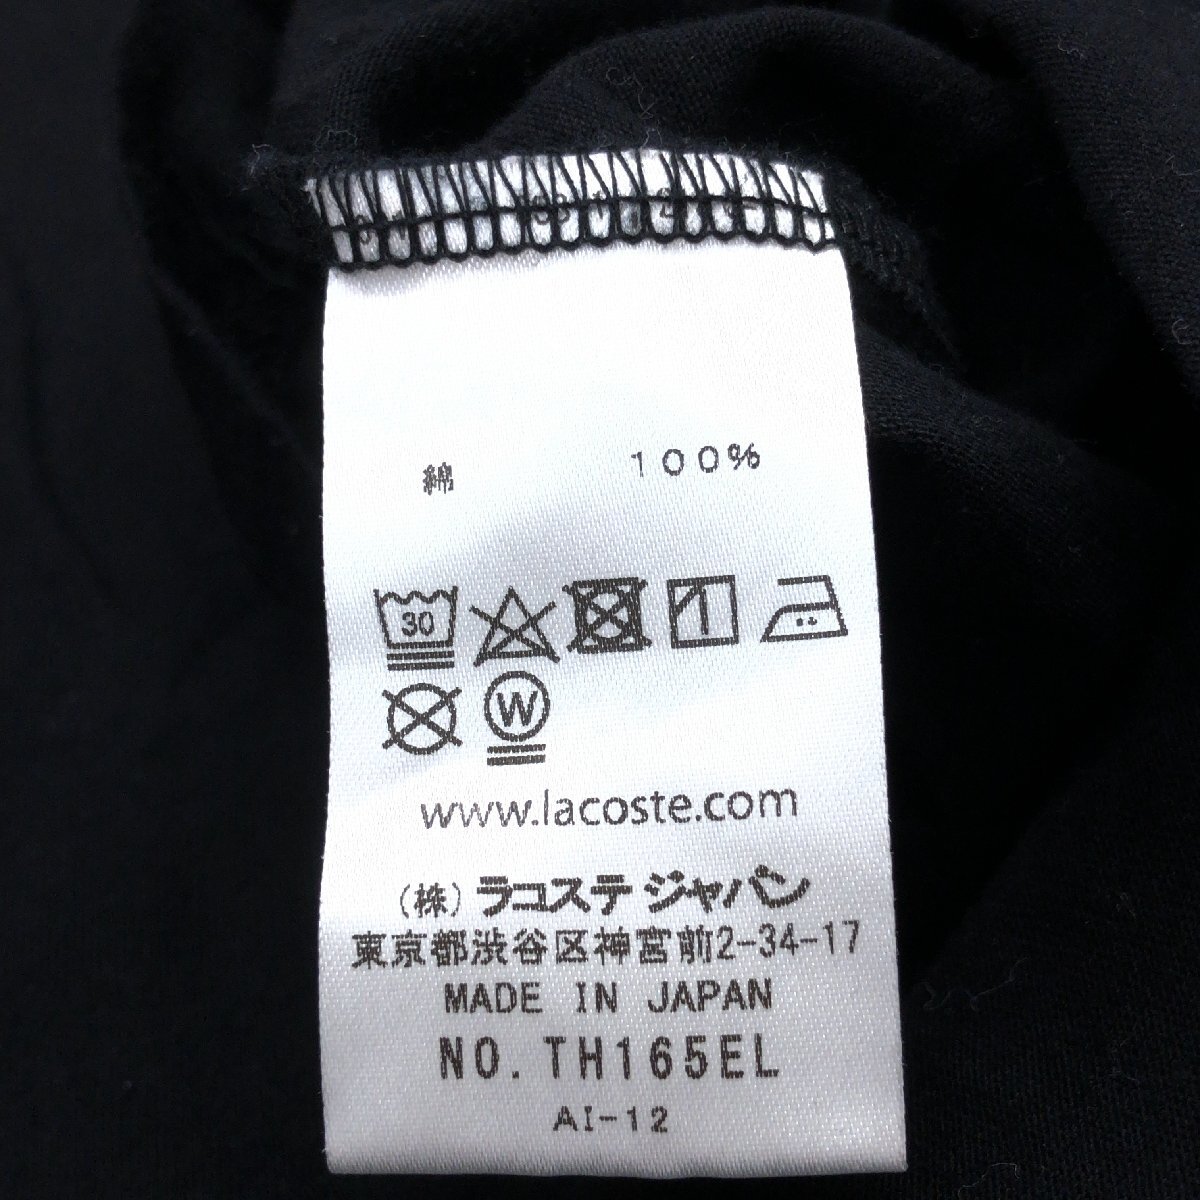 綿 100%
30
W
www.lacoste.com
(株)ラコステ ジャパン
東京都渋谷区神宮前2-34-17
MADE IN JAPAN
NO.TH165EL
AI-12